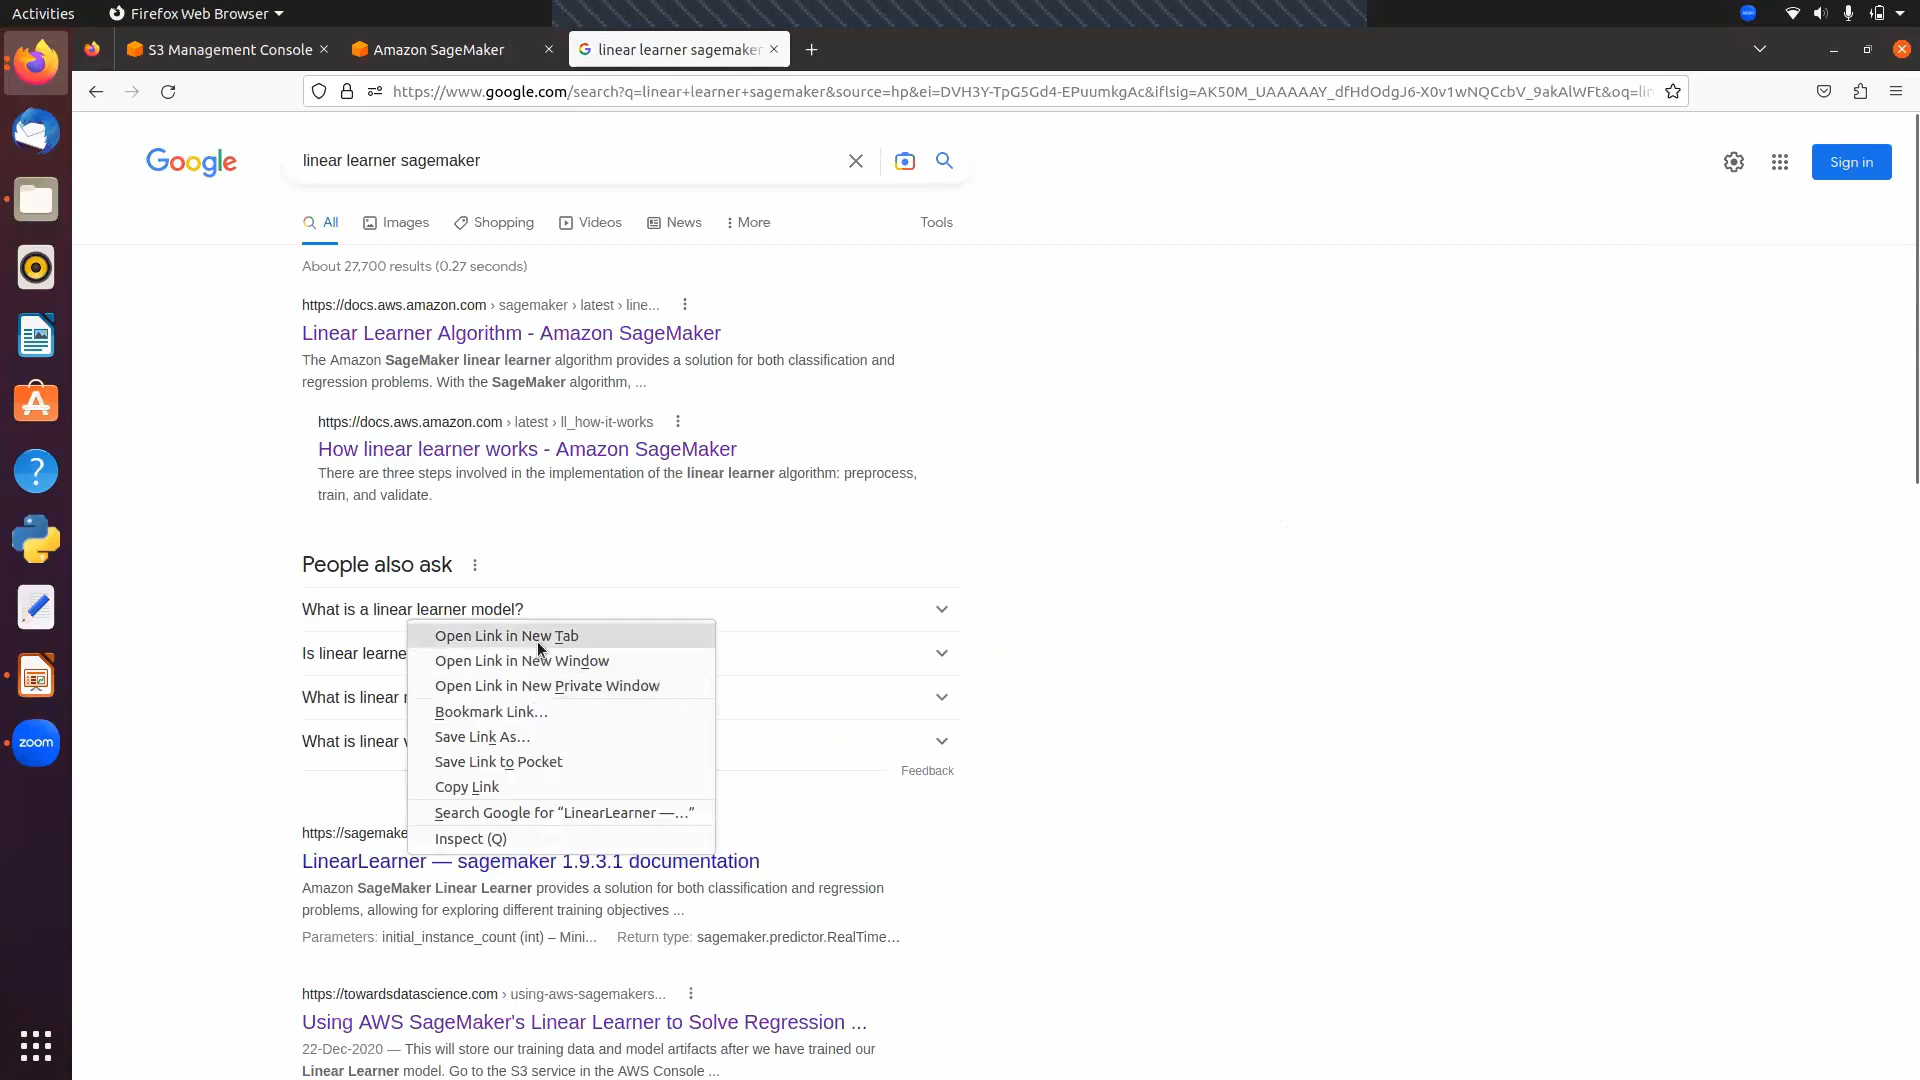 Activities
Firefox Web Browser
S3 Management Console
Amazon SageMaker
linear learner sagemaker
https://www.google.com/search?q=linear+learner+sagemaker&source=hp&ei=DVH3Y-TpG5Gd4-EPuumkgAc&iflsig=AK50M_UAAAAAY_dfHdOdgJ6-X0v1wNQCcbV_9akAlWFt&oq=lin
Google
linear learner sagemaker
Sign in
All
Images
Shopping
Videos
News
More
Tools
About 27,700 results (0.27 seconds)
https://docs.aws.amazon.com › sagemaker › latest › line...
Linear Learner Algorithm - Amazon SageMaker
The Amazon SageMaker linear learner algorithm provides a solution for both classification and
regression problems. With the SageMaker algorithm, ...
https://docs.aws.amazon.com › latest › ll_how-it-works
How linear learner works - Amazon SageMaker
There are three steps involved in the implementation of the linear learner algorithm: preprocess,
train, and validate.
People also ask
What is a linear learner model?
Is linear learne
What is linear
What is linear
Open Link in New Tab
Open Link in New Window
Open Link in New Private Window
Bookmark Link...
Save Link As...
Save Link to Pocket
Copy Link
Search Google for “LinearLearner —...”
Inspect (Q)
Feedback
https://sagemake
LinearLearner — sagemaker 1.9.3.1 documentation
Amazon SageMaker Linear Learner provides a solution for both classification and regression
problems, allowing for exploring different training objectives ...
Parameters: initial_instance_count (int) – Mini... Return type: sagemaker.predictor.RealTime...
https://towardsdatascience.com › using-aws-sagemakers...
Using AWS SageMaker's Linear Learner to Solve Regression ...
22-Dec-2020 — This will store our training data and model artifacts after we have trained our
Linear Learner model. Go to the S3 service in the AWS Console ...
zoom